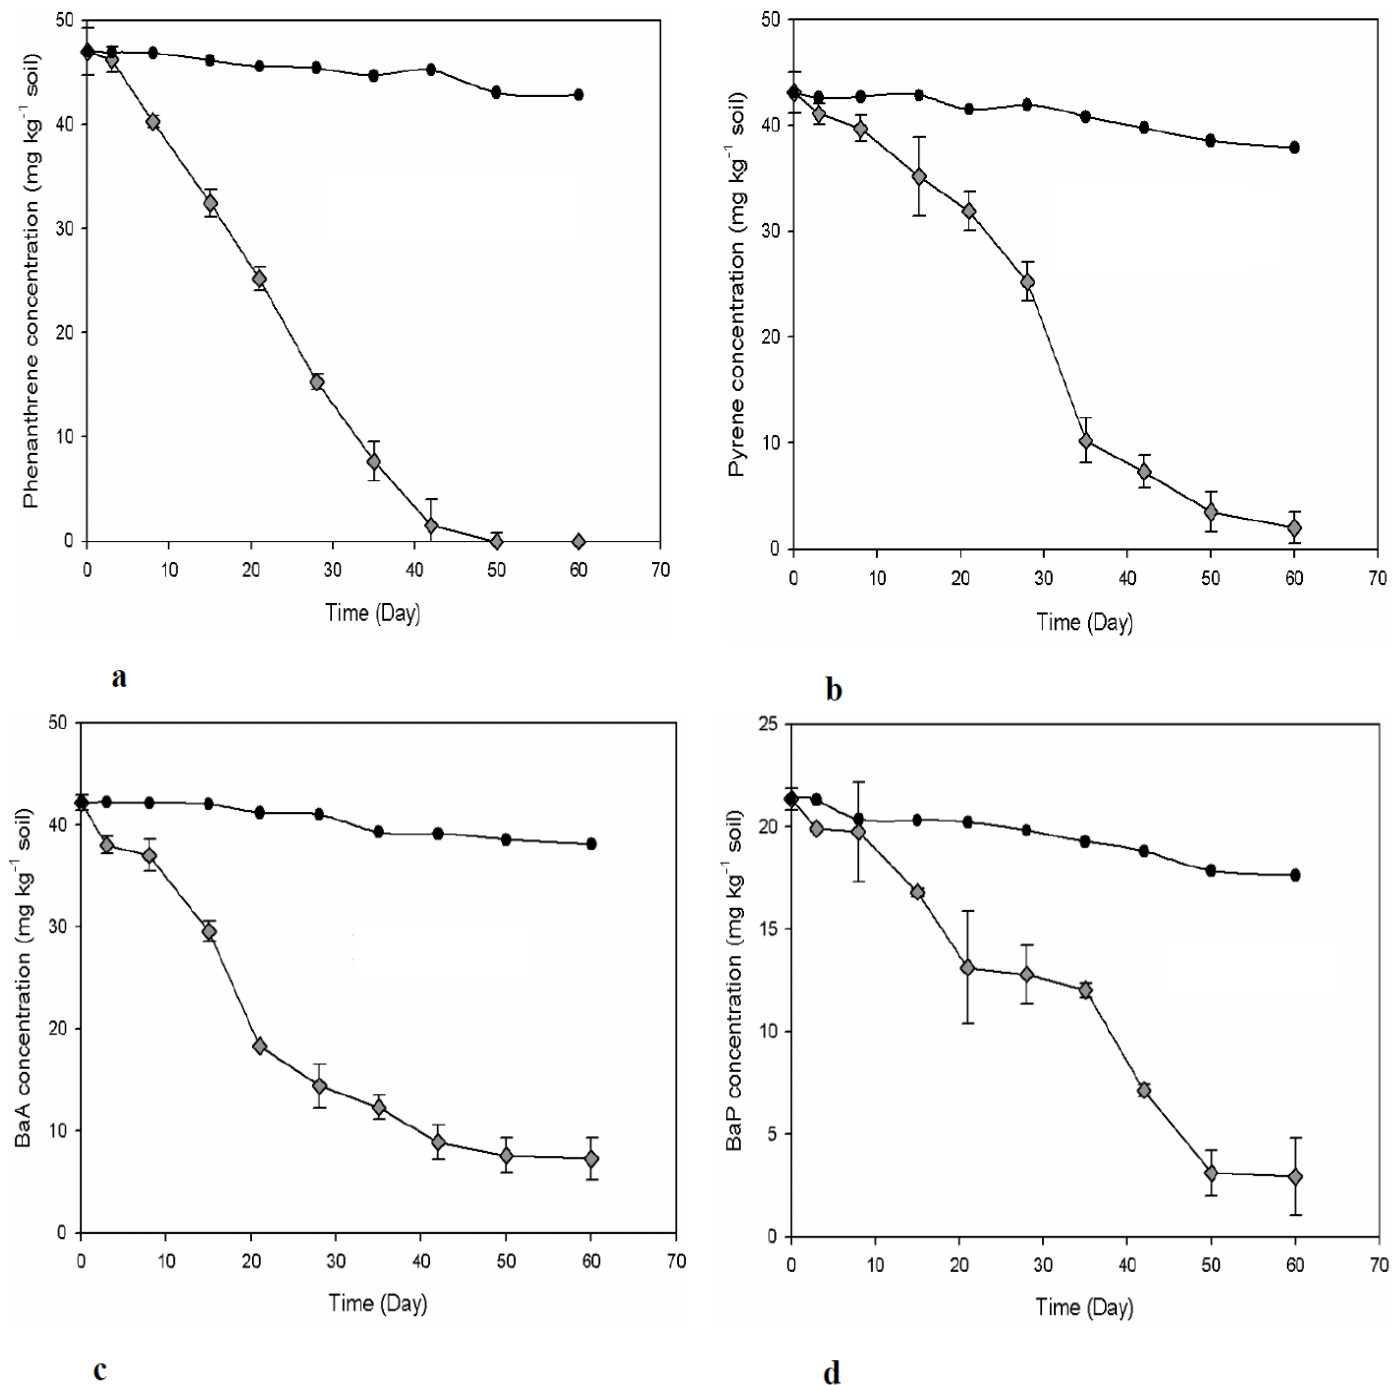 Phenanthrene concentration (mg kg⁻¹ soil)
50
40
30
20
10
0
0 10 20 30 40 50 60 70
Time (Day)
a
Pyrene concentration (mg kg⁻¹ soil)
50
40
30
20
10
0
0 10 20 30 40 50 60 70
Time (Day)
b
BaA concentration (mg kg⁻¹ soil)
50
40
30
20
10
0
0 10 20 30 40 50 60 70
Time (Day)
c
BaP concentration (mg kg⁻¹ soil)
25
20
15
10
5
0
0 10 20 30 40 50 60 70
Time (Day)
d